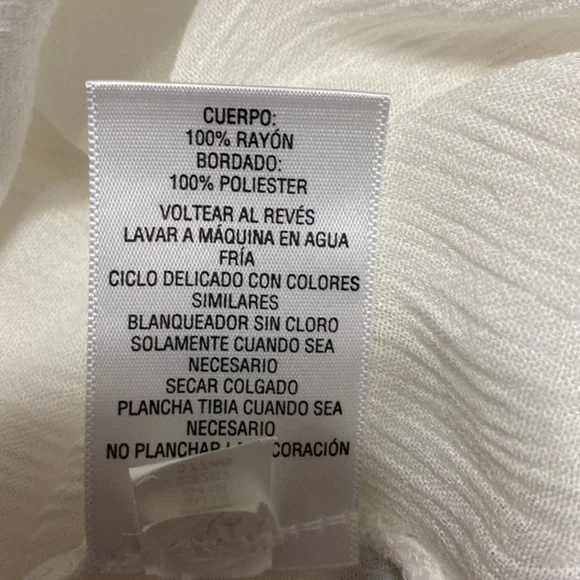 CUERPO:
100% RAYÓN
BORDADO:
100% POLIESTER
VOLTEAR AL REVÉS
LAVAR A MÁQUINA EN AGUA
FRÍA
CICLO DELICADO CON COLORES
SIMILARES
BLANQUEADOR SIN CLORO
SOLAMENTE CUANDO SEA
NECESARIO
SECAR COLGADO
PLANCHA TIBIA CUANDO SEA
NECESARIO
NO PLANCHAR